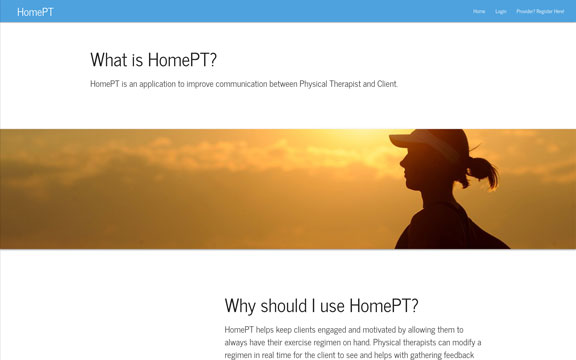 HomePT
Home Login Provider? Register Here!
What is HomePT?
HomePT is an application to improve communication between Physical Therapist and Client.
Why should I use HomePT?
HomePT helps keep clients engaged and motivated by allowing them to
always have their exercise regimen on hand. Physical therapists can modify a
regimen in real time for the client to see and helps with gathering feedback